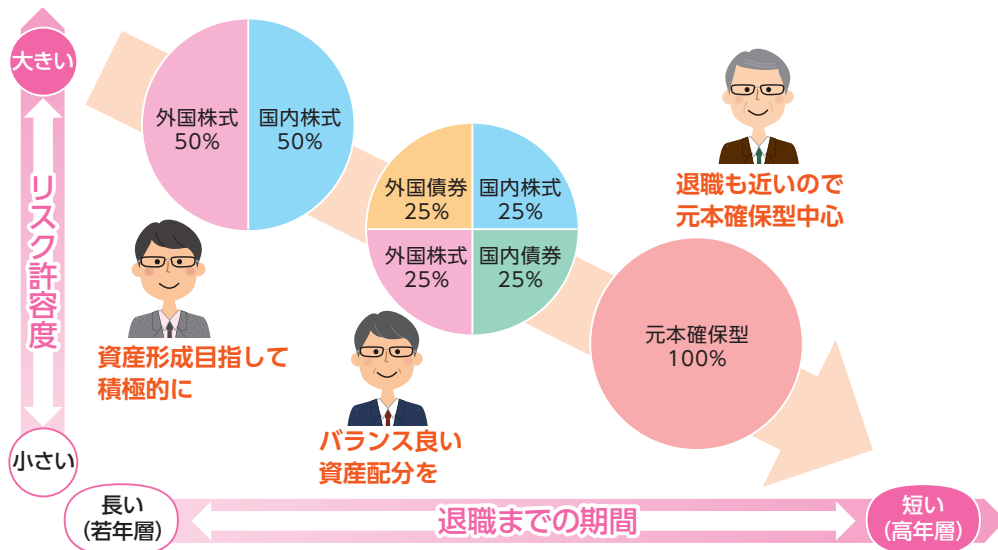 大きい
リスク許容度
小さい
外国株式
50%
国内株式
50%
資産形成目指して
積極的に
外国債券
25%
国内株式
25%
外国株式
25%
国内債券
25%
バランス良い
資産配分を
退職も近いので
元本確保型中心
元本確保型
100%
長い
(若年層)
退職までの期間
短い
(高年層)